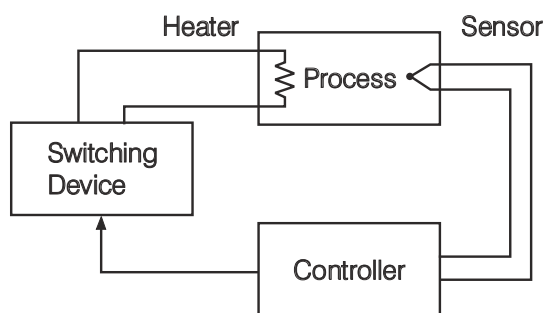 Heater
Sensor
Process
Switching
Device
Controller